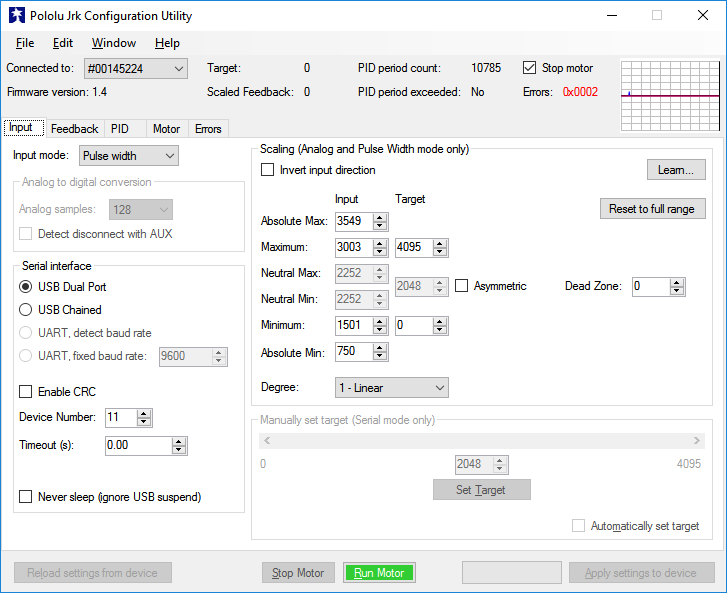 Pololu Jrk Configuration Utility
File Edit Window Help
Connected to: #00145224 Target: 0 PID period count: 10785 Stop motor
Firmware version: 1.4 Scaled Feedback: 0 PID period exceeded: No Errors: 0x0002
Input Feedback PID Motor Errors
Input mode: Pulse width
Analog to digital conversion
Analog samples: 128
Detect disconnect with AUX
Serial interface
USB Dual Port
USB Chained
UART, detect baud rate
UART, fixed baud rate: 9600
Enable CRC
Device Number: 11
Timeout (s): 0.00
Never sleep (ignore USB suspend)
Scaling (Analog and Pulse Width mode only)
Invert input direction Learn...
Input Target Reset to full range
Absolute Max: 3549
Maximum: 3003 4095
Neutral Max: 2252
2048 Asymmetric Dead Zone: 0
Neutral Min: 2252
Minimum: 1501 0
Absolute Min: 750
Degree: 1 - Linear
Manually set target (Serial mode only)
0 2048 4095
Set Target
Automatically set target
Reload settings from device Stop Motor Run Motor Apply settings to device